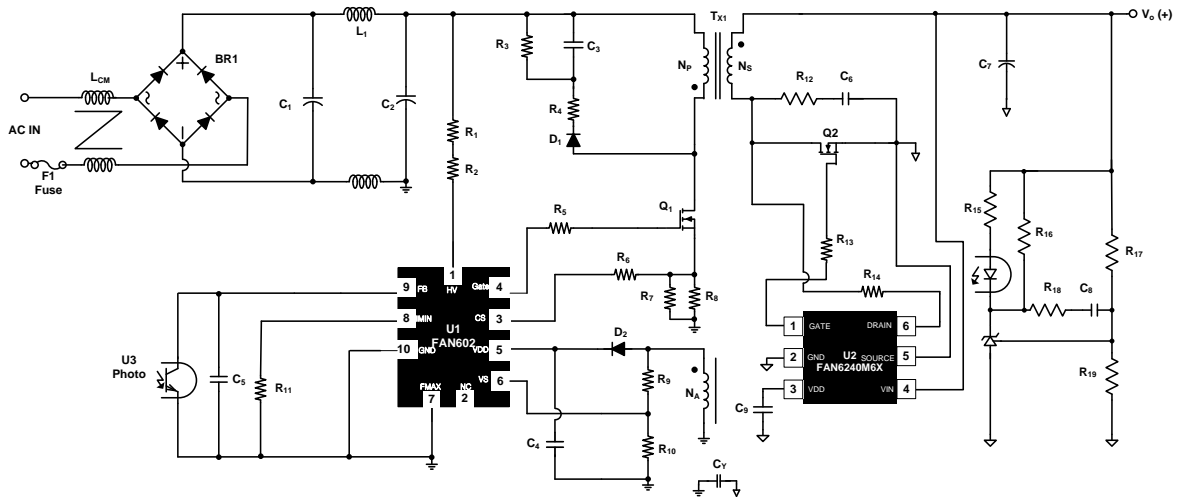 TX1
Vo (+)
L1
BR1
LCM
R3
C3
NP
NS
C7
R12
C6
C1
C2
R4
AC IN
D1
R1
Q2
F1
Fuse
R2
Q1
R5
R15
R16
R13
R17
R6
R14
R18
C8
1
HV
9
FB
Gate
4
R7
R8
8
IMIN
CS
3
U1
FAN602
D2
1
GATE
DRAIN
6
10
GND
VDD
5
U2
FAN6240M6X
2
GND
SOURCE
5
U3
Photo
C5
R11
VS
6
FMAX
7
NC
2
R9
NA
3
VDD
VIN
4
R19
C9
C4
R10
CY